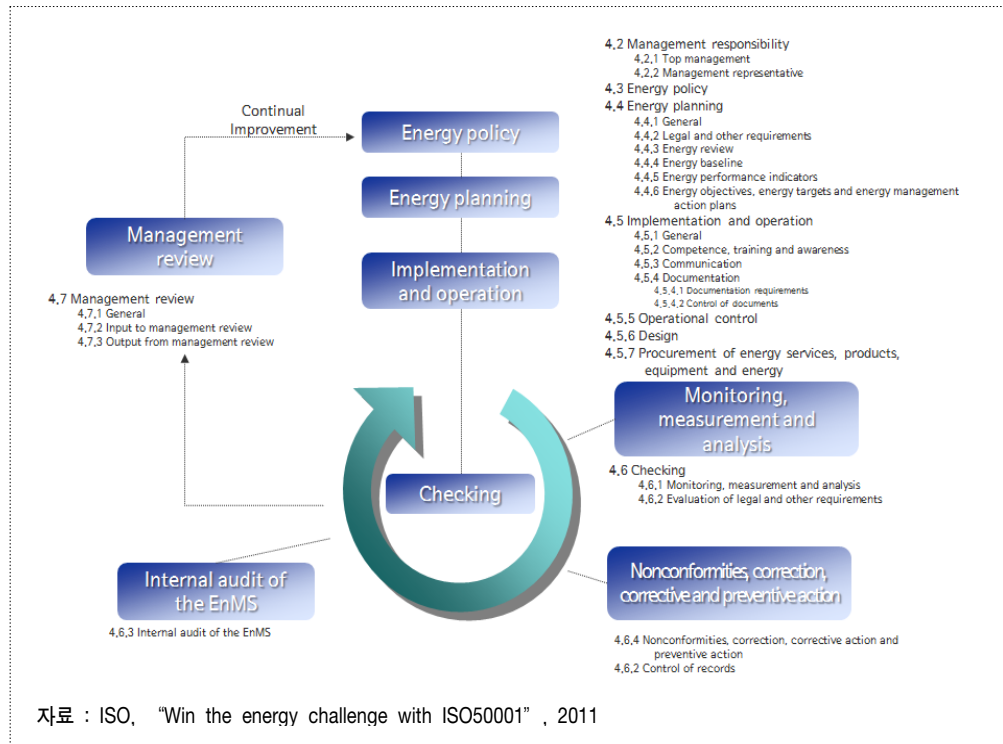 Continual
Improvement
Energy policy
Energy planning
Implementation
and operation
Management
review
4.7 Management review
4.7.1 General
4.7.2 Input to management review
4.7.3 Output from management review
4.2 Management responsibility
4.2.1 Top management
4.2.2 Management representative
4.3 Energy policy
4.4 Energy planning
4.4.1 General
4.4.2 Legal and other requirements
4.4.3 Energy review
4.4.4 Energy baseline
4.4.5 Energy performance indicators
4.4.6 Energy objectives, energy targets and energy management
action plans
4.5 Implementation and operation
4.5.1 General
4.5.2 Competence, training and awareness
4.5.3 Communication
4.5.4 Documentation
4.5.4.1 Documentation requirements
4.5.4.2 Control of documents
4.5.5 Operational control
4.5.6 Design
4.5.7 Procurement of energy services, products,
equipment and energy
Monitoring,
measurement and
analysis
4.6 Checking
4.6.1 Monitoring, measurement and analysis
4.6.2 Evaluation of legal and other requirements
Checking
Internal audit of
the EnMS
4.6.3 Internal audit of the EnMS
Nonconformities, correction,
corrective and preventive action
4.6.4 Nonconformities, correction, corrective action and
preventive action
4.6.2 Control of records
자료 : ISO, “Win the energy challenge with ISO50001” , 2011